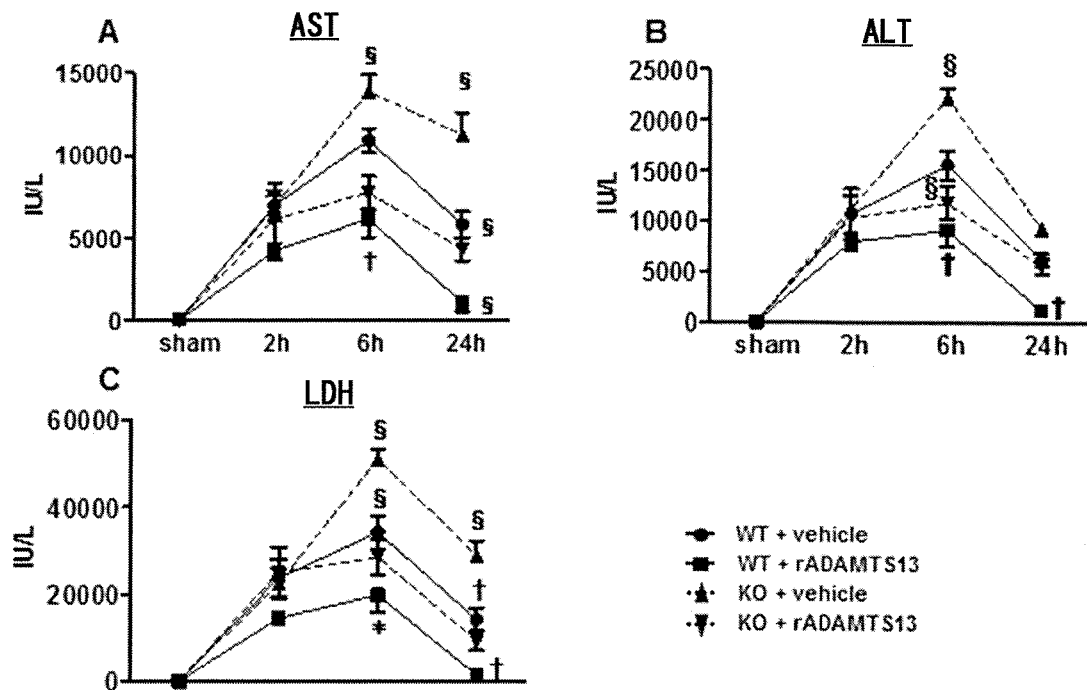 A
AST
15000
10000
5000
0
IU/L
§
§
§
†
§
sham
2h
6h
24h
B
ALT
25000
20000
15000
10000
5000
0
IU/L
§
§
†
†
sham
2h
6h
24h
C
LDH
60000
40000
20000
0
IU/L
§
§
§
†
‡
†
WT + vehicle
WT + rADAMTS13
KO + vehicle
KO + rADAMTS13